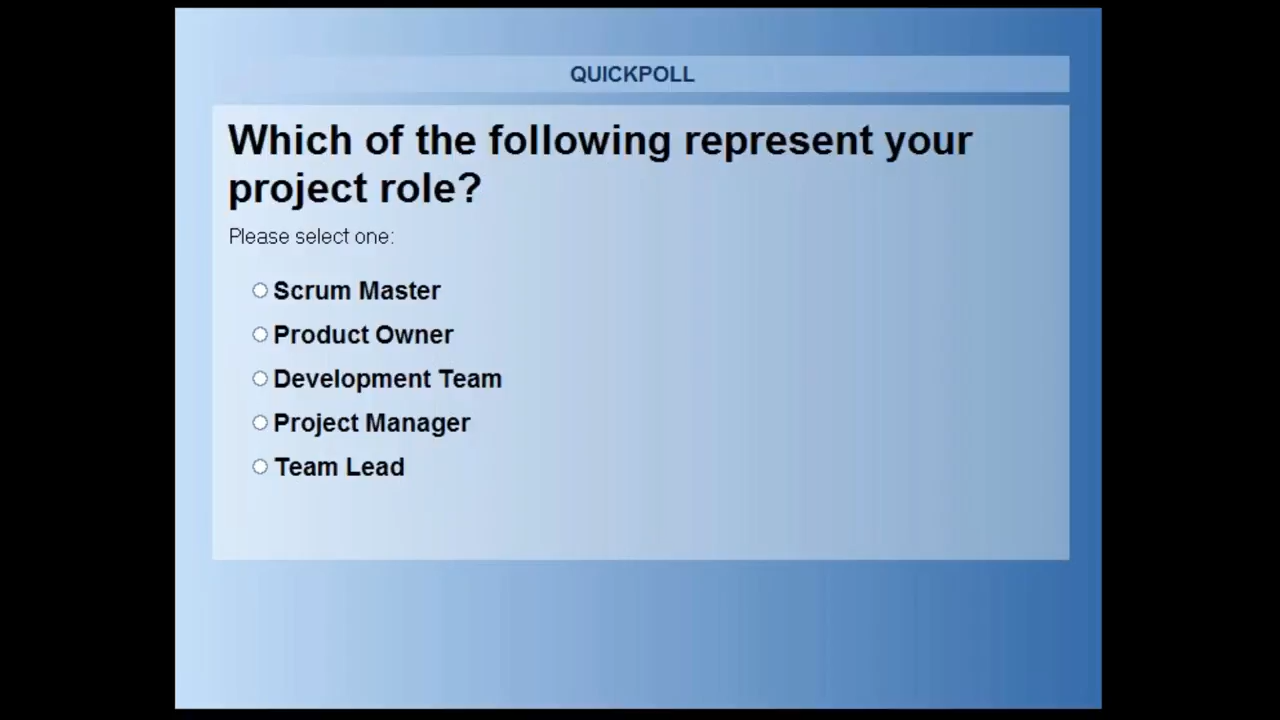 QUICKPOLL
Which of the following represent your
project role?
Please select one:
Scrum Master
Product Owner
Development Team
Project Manager
Team Lead